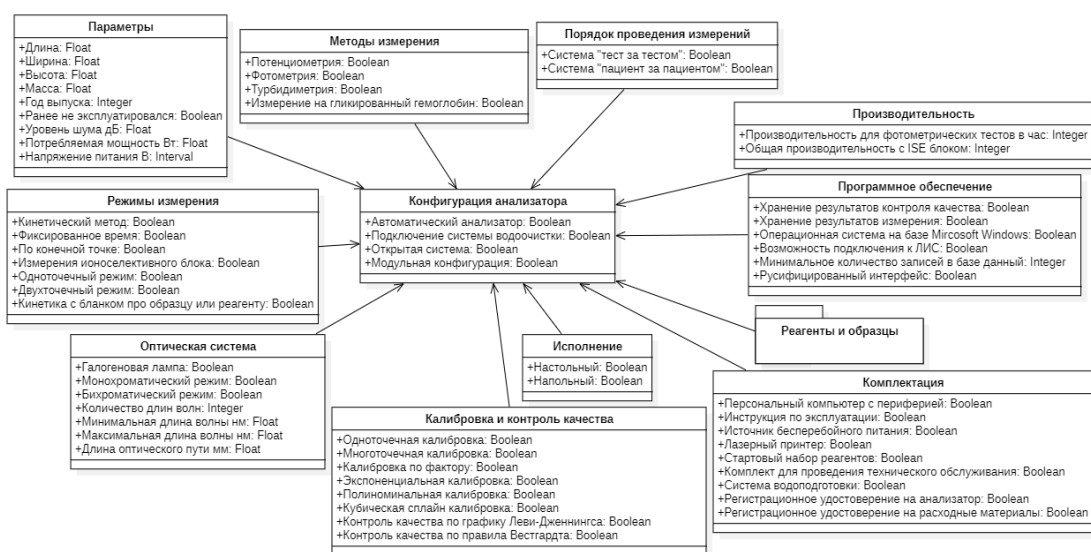 Параметры
+Длина: Float
+Ширина: Float
+Высота: Float
+Масса: Float
+Год выпуска: Integer
+Ранее не эксплуатировался: Boolean
+Уровень шума дБ: Float
+Потребляемая мощность Вт: Float
+Напряжение питания В: Interval
Методы измерения
+Потенциометрия: Boolean
+Фотометрия: Boolean
+Турбидиметрия: Boolean
+Измерение на гликированный гемоглобин: Boolean
Порядок проведения измерений
+Система "тест за тестом": Boolean
+Система "пациент за пациентом": Boolean
Производительность
+Производительность для фотометрических тестов в час: Integer
+Общая производительность с ISE блоком: Integer
Режимы измерения
+Кинетический метод: Boolean
+Фиксированное время: Boolean
+По конечной точке: Boolean
+Измерения ионоселективного блока: Boolean
+Одноточечный режим: Boolean
+Двухточечный режим: Boolean
+Кинетика с бланком про образцу или реагенту: Boolean
Конфигурация анализатора
+Автоматический анализатор: Boolean
+Подключение системы водоочистки: Boolean
+Открытая система: Boolean
+Модульная конфигурация: Boolean
Программное обеспечение
+Хранение результатов контроля качества: Boolean
+Хранение результатов измерения: Boolean
+Операционная система на базе Mircosoft Windows: Boolean
+Возможность подключения к ЛИС: Boolean
+Минимальное количество записей в базе данный: Integer
+Русифицированный интерфейс: Boolean
Реагенты и образцы
Оптическая система
+Галогеновая лампа: Boolean
+Монохроматический режим: Boolean
+Бихроматический режим: Boolean
+Количество длин волн: Integer
+Минимальная длина волны нм: Float
+Максимальная длина волны нм: Float
+Длина оптического пути мм: Float
Исполнение
+Настольный: Boolean
+Напольный: Boolean
Калибровка и контроль качества
+Одноточечная калибровка: Boolean
+Многоточечная калибровка: Boolean
+Калибровка по фактору: Boolean
+Экспоненциальная калибровка: Boolean
+Полиноминальная калибровка: Boolean
+Кубическая сплайн калибровка: Boolean
+Контроль качества по графику Леви-Дженнингса: Boolean
+Контроль качества по правила Вестгардта: Boolean
Комплектация
+Персональный компьютер с периферией: Boolean
+Инструкция по эксплуатации: Boolean
+Источник бесперебойного питания: Boolean
+Лазерный принтер: Boolean
+Стартовый набор реагентов: Boolean
+Комплект для проведения технического обслуживания: Boolean
+Система водоподготовки: Boolean
+Регистрационное удостоверение на анализатор: Boolean
+Регистрационное удостоверение на расходные материалы: Boolean